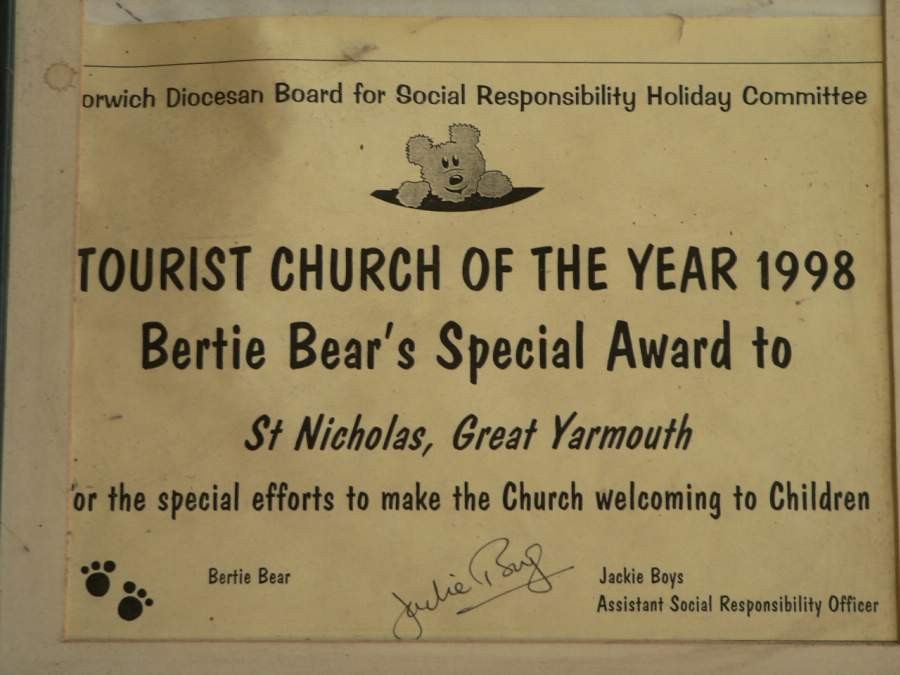 orwich Diocesan Board for Social Responsibility Holiday Committee
TOURIST CHURCH OF THE YEAR 1998
Bertie Bear's Special Award to
St Nicholas, Great Yarmouth
or the special efforts to make the Church welcoming to Children
Bertie Bear
Jackie Boys
Jackie Boys
Assistant Social Responsibility Officer